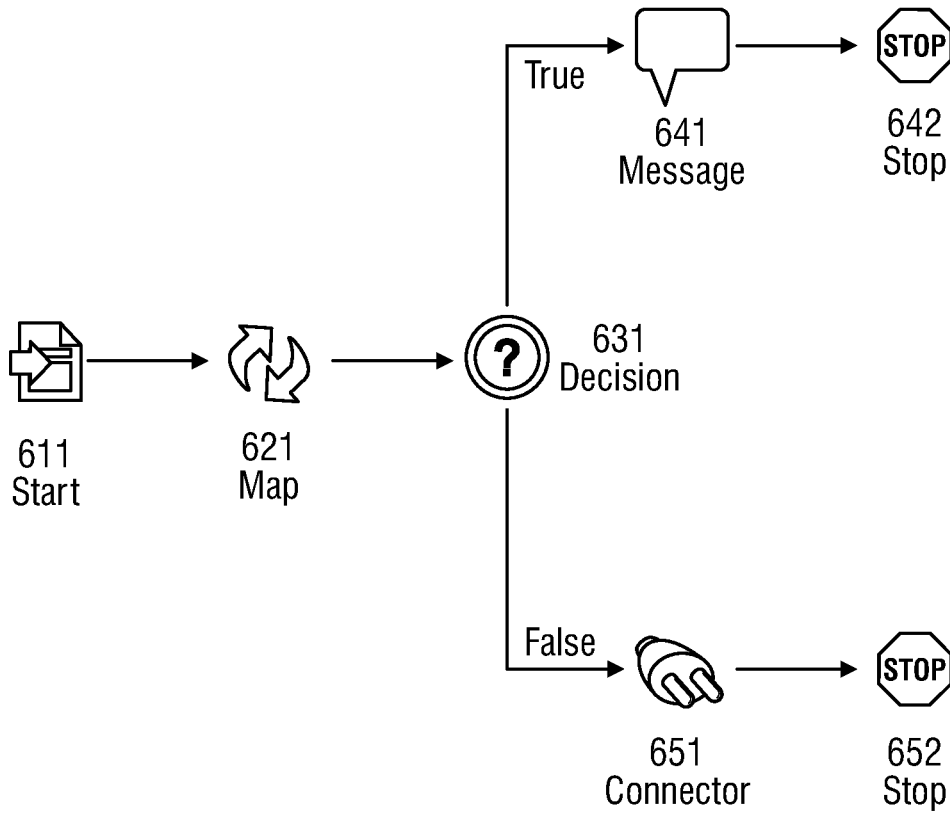 True
STOP
641
Message
642
Stop
?
631
Decision
611
Start
621
Map
False
STOP
651
Connector
652
Stop